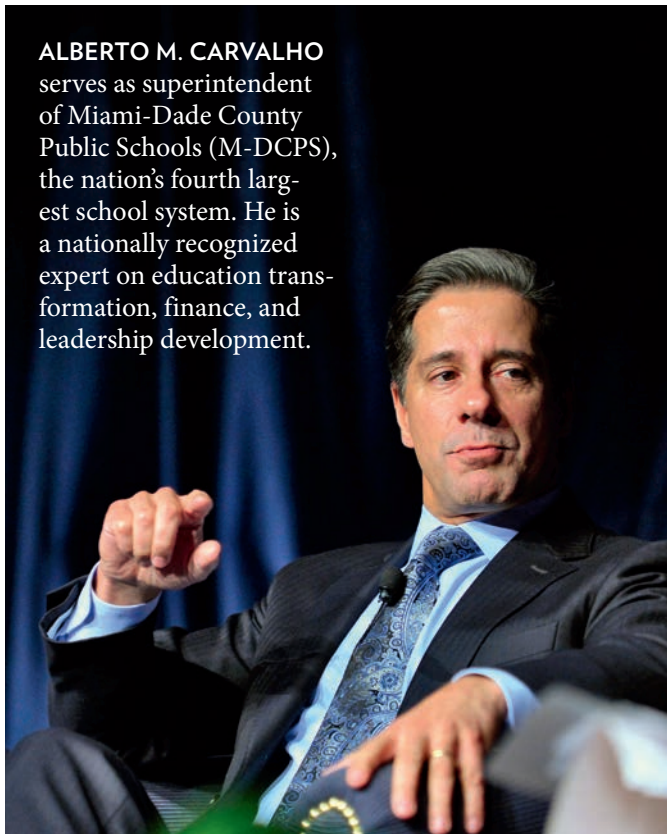 ALBERTO M. CARVALHO
serves as superintendent
of Miami-Dade County
Public Schools (M-DCPS),
the nation’s fourth larg-
est school system. He is
a nationally recognized
expert on education trans-
formation, finance, and
leadership development.